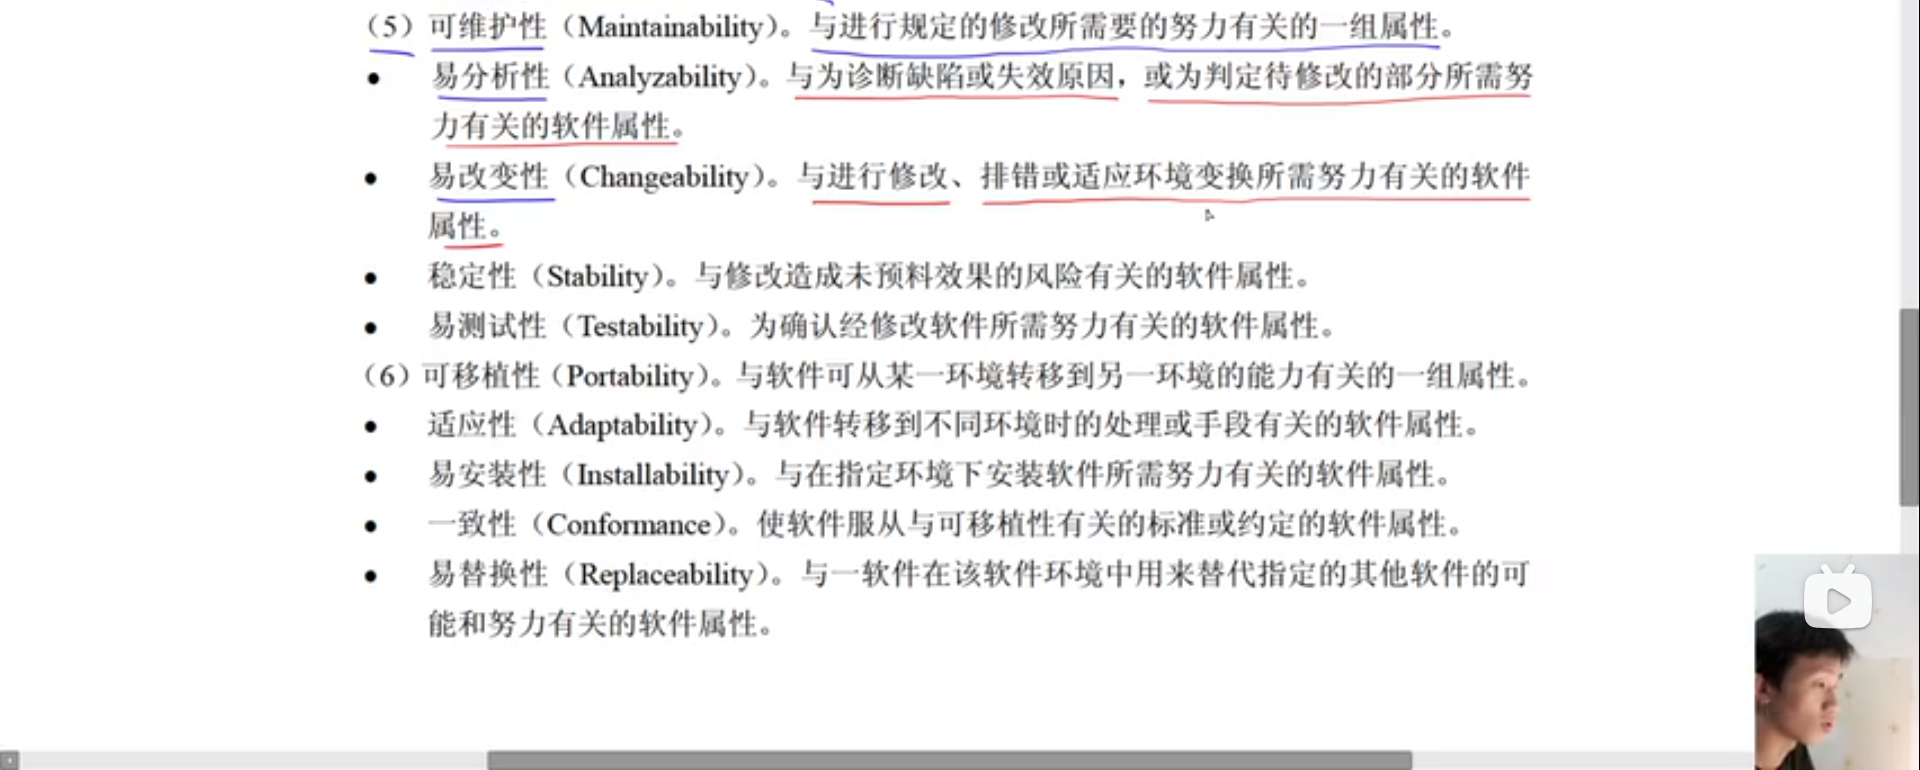 （5）可维护性（Maintainability）。与进行规定的修改所需要的努力有关的一组属性。
● 易分析性（Analyzability）。与为诊断缺陷或失效原因，或为判定待修改的部分所需努
力有关的软件属性。
● 易改变性（Changeability）。与进行修改、排错或适应环境变换所需努力有关的软件
属性。
● 稳定性（Stability）。与修改造成未预料效果的风险有关的软件属性。
● 易测试性（Testability）。为确认经修改软件所需努力有关的软件属性。
（6）可移植性（Portability）。与软件可从某一环境转移到另一环境的能力有关的一组属性。
● 适应性（Adaptability）。与软件转移到不同环境时的处理或手段有关的软件属性。
● 易安装性（Installability）。与在指定环境下安装软件所需努力有关的软件属性。
● 一致性（Conformance）。使软件服从与可移植性有关的标准或约定的软件属性。
● 易替换性（Replaceability）。与一软件在该软件环境中用来替代指定的其他软件的可
能和努力有关的软件属性。